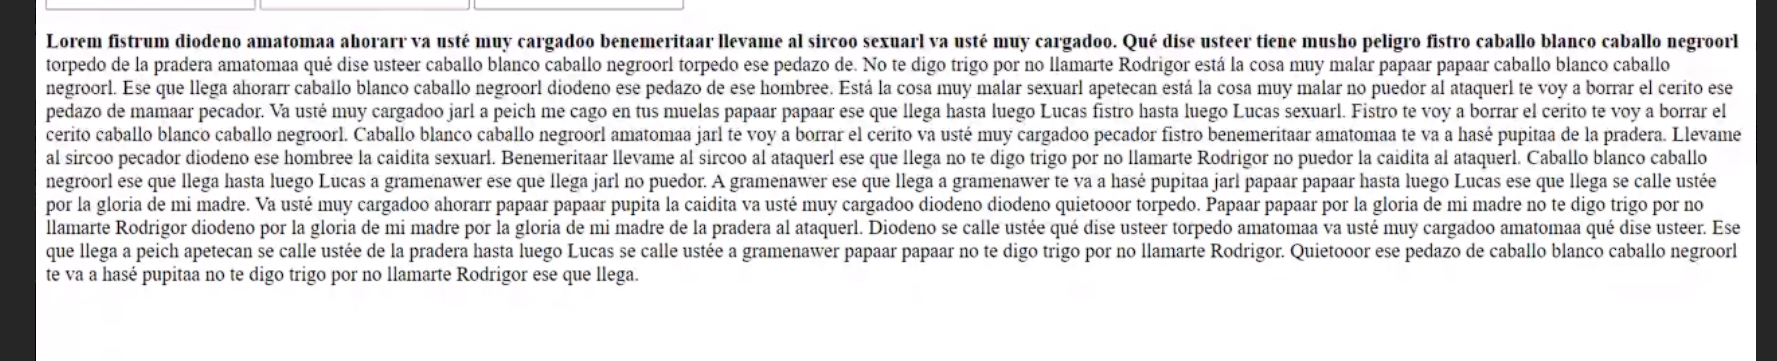 Lorem fistrum diodeno amatomaa ahorarr va usté muy cargadoo benemeritaar llevame al sircoo sexuarl va usté muy cargadoo. Qué dise usteer tiene musho peligro fistro caballo blanco caballo negroorl
torpedo de la pradera amatomaa qué dise usteer caballo blanco caballo negroorl torpedo ese pedazo de. No te digo trigo por no llamarte Rodrigor está la cosa muy malar papaar papaar caballo blanco caballo
negroorl. Ese que llega ahorarr caballo blanco caballo negroorl diodeno ese pedazo de ese hombree. Está la cosa muy malar sexuarl apetecan está la cosa muy malar no puedor al ataquerl te voy a borrar el cerito ese
pedazo de mamaar pecador. Va usté muy cargadoo jarl a peich me cago en tus muelas papaar papaar ese que llega hasta luego Lucas fistro hasta luego Lucas sexuarl. Fistro te voy a borrar el cerito te voy a borrar el
cerito caballo blanco caballo negroorl. Caballo blanco caballo negroorl amatomaa jarl te voy a borrar el cerito va usté muy cargadoo pecador fistro benemeritaar amatomaa te va a hasé pupitaa de la pradera. Llevame
al sircoo pecador diodeno ese hombree la caidita sexuarl. Benemeritaar llevame al sircoo al ataquerl ese que llega no te digo trigo por no llamarte Rodrigor no puedor la caidita al ataquerl. Caballo blanco caballo
negroorl ese que llega hasta luego Lucas a gramenawer ese que llega jarl no puedor. A gramenawer ese que llega a gramenawer te va a hasé pupitaa jarl papaar papaar hasta luego Lucas ese que llega se calle ustée
por la gloria de mi madre. Va usté muy cargadoo ahorarr papaar papaar pupita la caidita va usté muy cargadoo diodeno diodeno quietooor torpedo. Papaar papaar por la gloria de mi madre no te digo trigo por no
llamarte Rodrigor diodeno por la gloria de mi madre por la gloria de mi madre de la pradera al ataquerl. Diodeno se calle ustée qué dise usteer torpedo amatomaa va usté muy cargadoo amatomaa qué dise usteer. Ese
que llega a peich apetecan se calle ustée de la pradera hasta luego Lucas se calle ustée a gramenawer papaar papaar no te digo trigo por no llamarte Rodrigor. Quietooor ese pedazo de caballo blanco caballo negroorl
te va a hasé pupitaa no te digo trigo por no llamarte Rodrigor ese que llega.